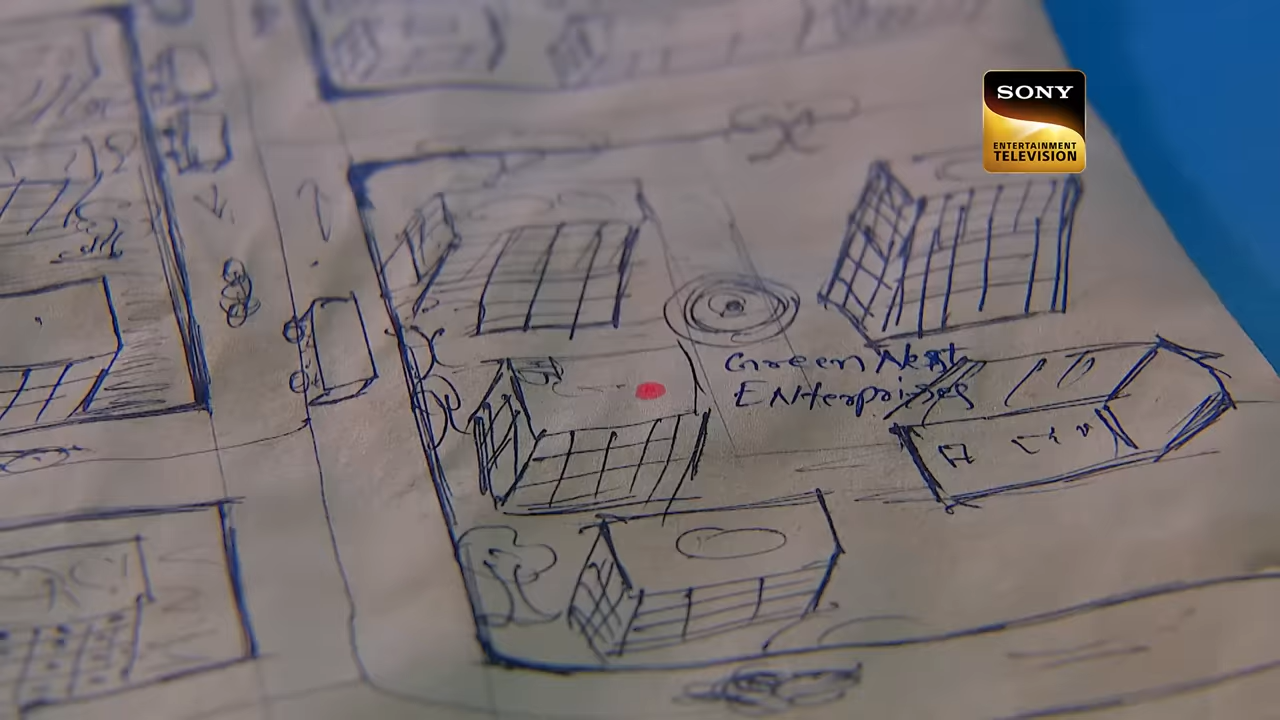 SONY
ENTERTAINMENT
TELEVISION
Green Nest
ENterprises